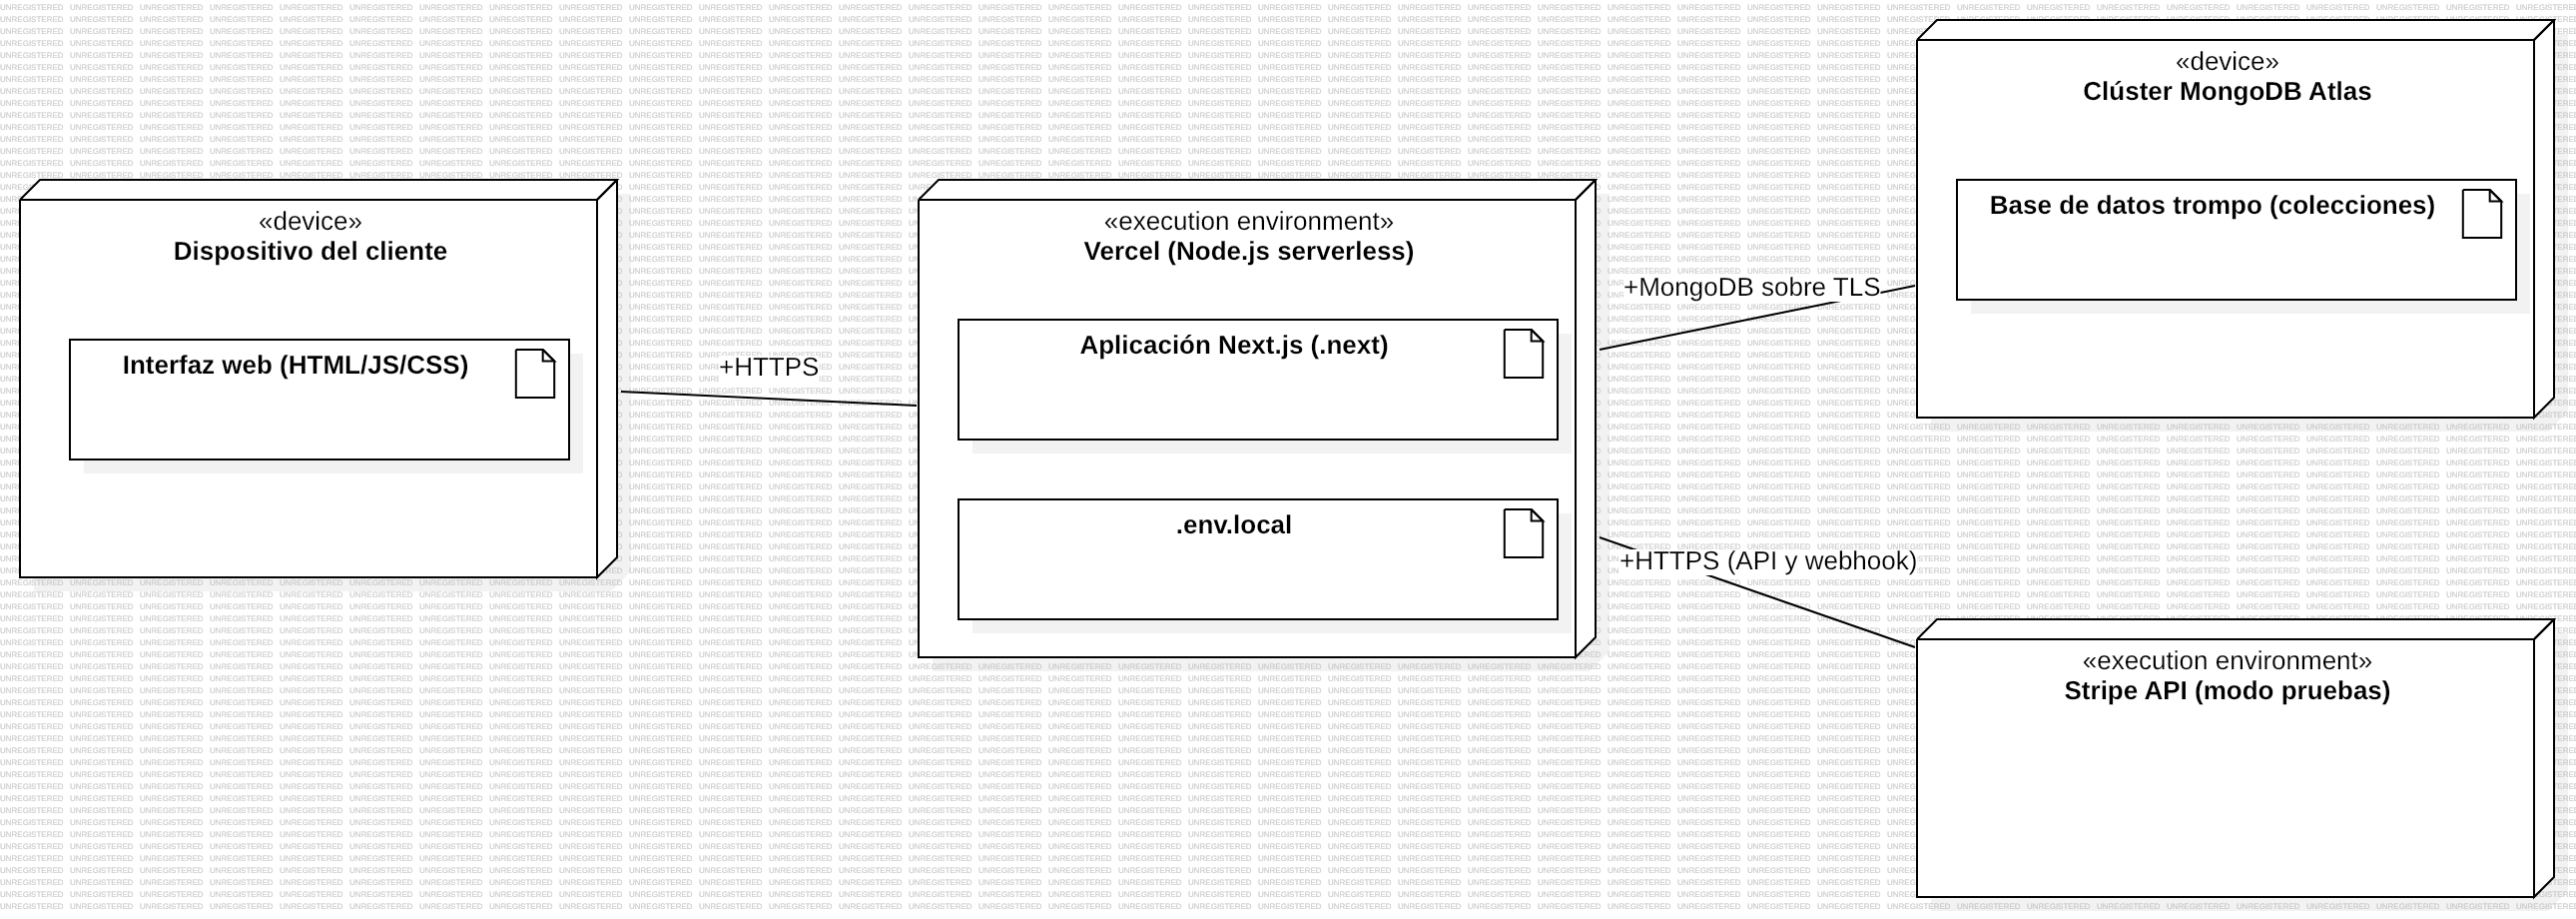 «device»
Dispositivo del cliente
Interfaz web (HTML/JS/CSS)
+HTTPS
«execution environment»
Vercel (Node.js serverless)
Aplicación Next.js (.next)
.env.local
+MongoDB sobre TLS
+HTTPS (API y webhook)
«device»
Clúster MongoDB Atlas
Base de datos trompo (colecciones)
«execution environment»
Stripe API (modo pruebas)
UNREGISTERED